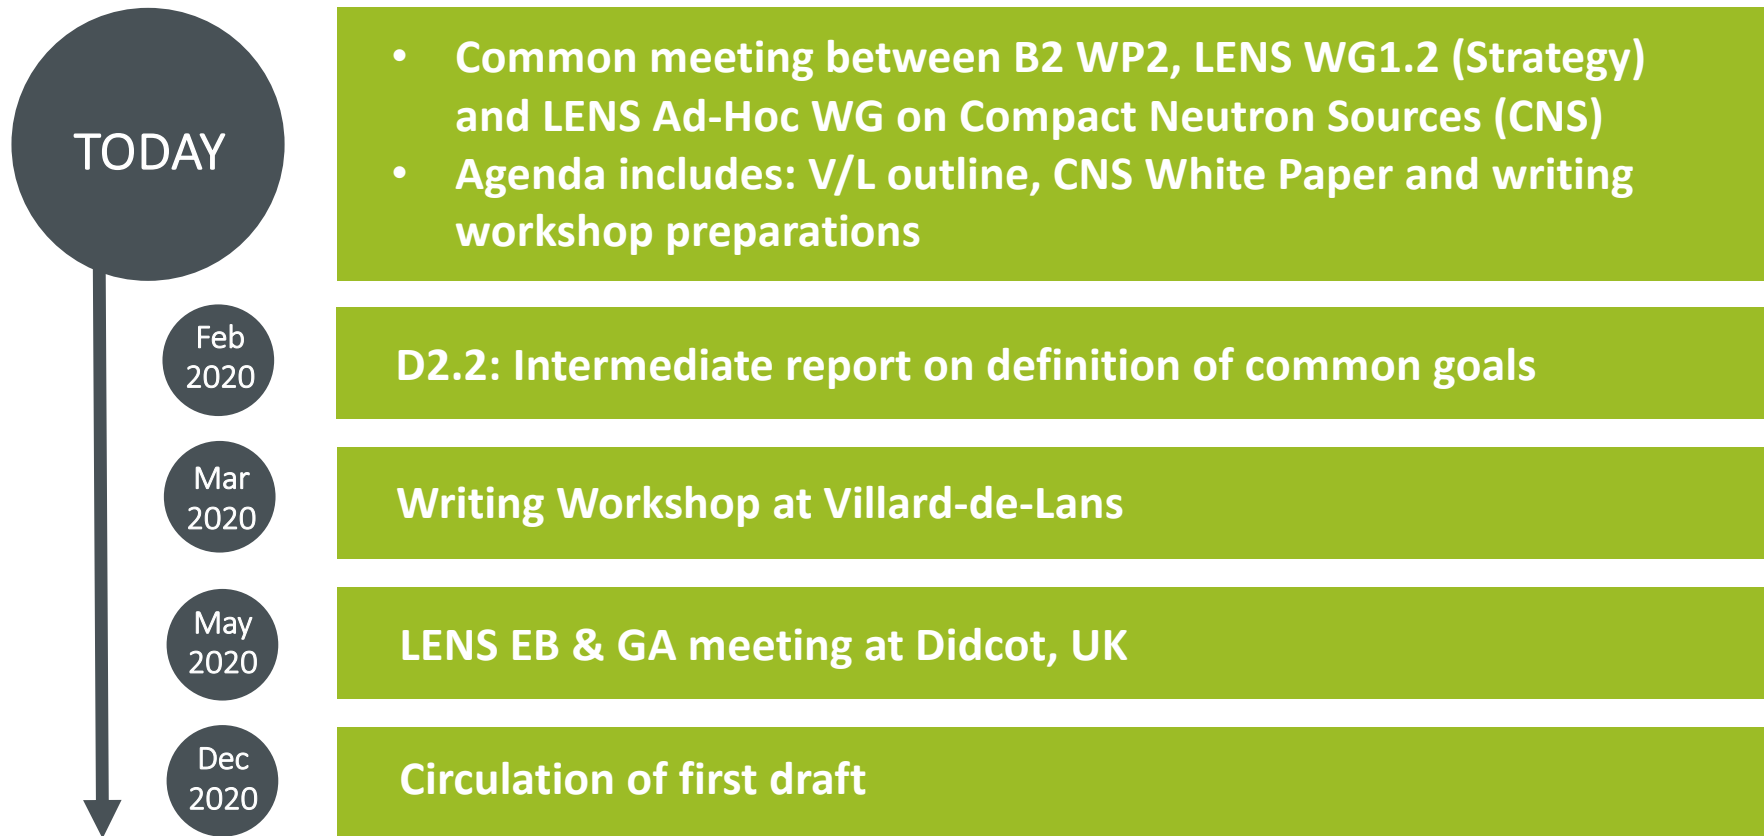 TODAY
• Common meeting between B2 WP2, LENS WG1.2 (Strategy)
and LENS Ad-Hoc WG on Compact Neutron Sources (CNS)
• Agenda includes: V/L outline, CNS White Paper and writing
workshop preparations
Feb
2020
D2.2: Intermediate report on definition of common goals
Mar
2020
Writing Workshop at Villard-de-Lans
May
2020
LENS EB & GA meeting at Didcot, UK
Dec
2020
Circulation of first draft